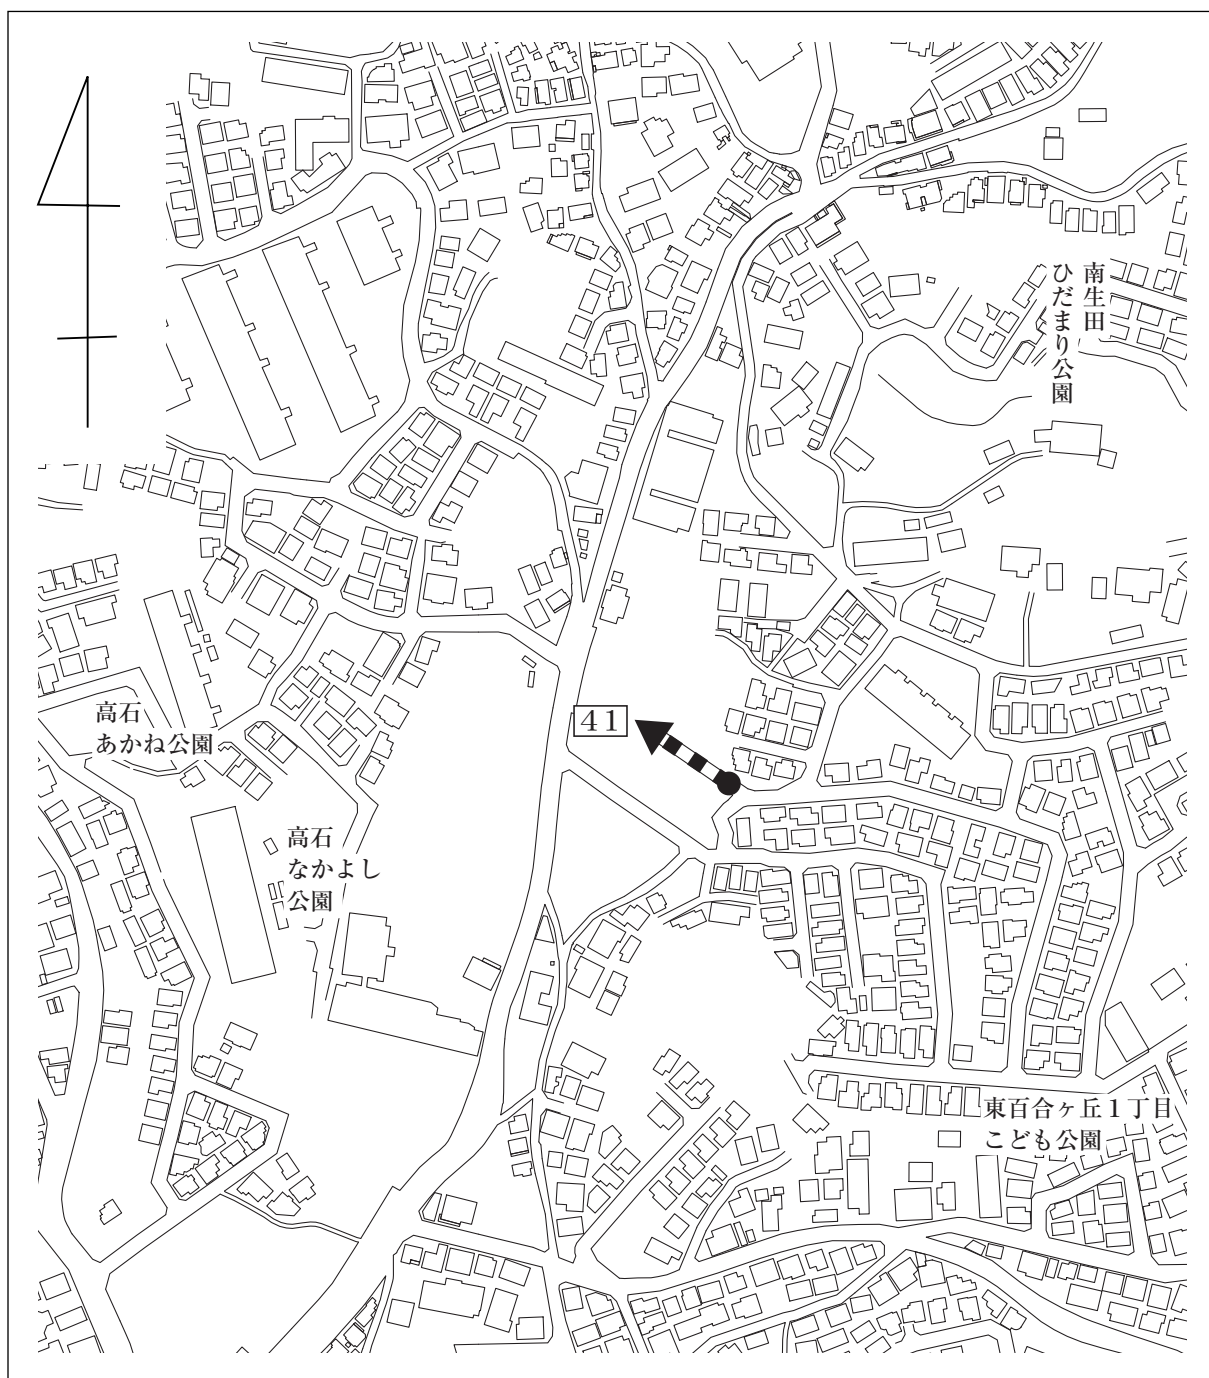 南生田
ひだまり公園
高石
あかね公園
41
高石
なかよし
公園
東百合ヶ丘１丁目
こども公園